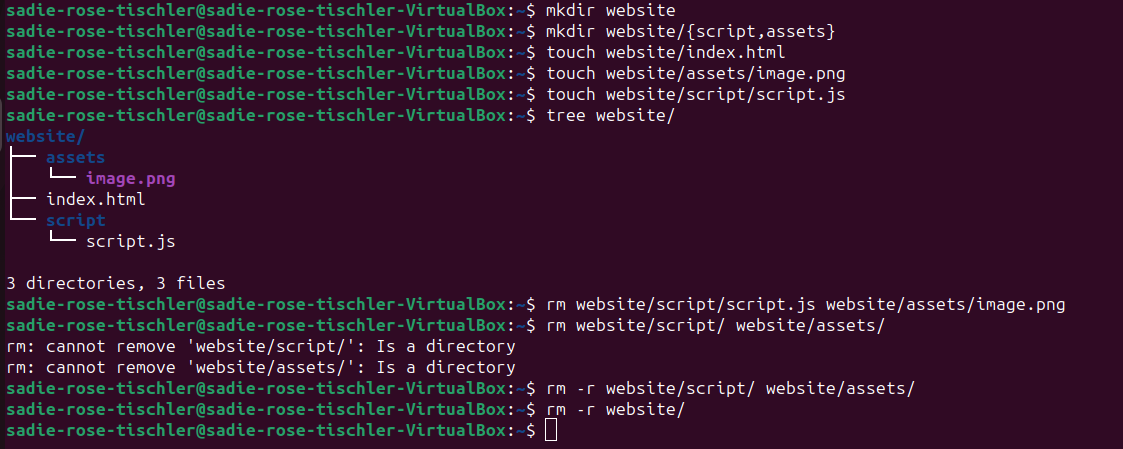 sadie-rose-tischler@sadie-rose-tischler-VirtualBox:~$ mkdir website
sadie-rose-tischler@sadie-rose-tischler-VirtualBox:~$ mkdir website/{script,assets}
sadie-rose-tischler@sadie-rose-tischler-VirtualBox:~$ touch website/index.html
sadie-rose-tischler@sadie-rose-tischler-VirtualBox:~$ touch website/assets/image.png
sadie-rose-tischler@sadie-rose-tischler-VirtualBox:~$ touch website/script/script.js
sadie-rose-tischler@sadie-rose-tischler-VirtualBox:~$ tree website/
website/
├── assets
│   └── image.png
├── index.html
└── script
    └── script.js

3 directories, 3 files
sadie-rose-tischler@sadie-rose-tischler-VirtualBox:~$ rm website/script/script.js website/assets/image.png
sadie-rose-tischler@sadie-rose-tischler-VirtualBox:~$ rm website/script/ website/assets/
rm: cannot remove 'website/script/': Is a directory
rm: cannot remove 'website/assets/': Is a directory
sadie-rose-tischler@sadie-rose-tischler-VirtualBox:~$ rm -r website/script/ website/assets/
sadie-rose-tischler@sadie-rose-tischler-VirtualBox:~$ rm -r website/
sadie-rose-tischler@sadie-rose-tischler-VirtualBox:~$